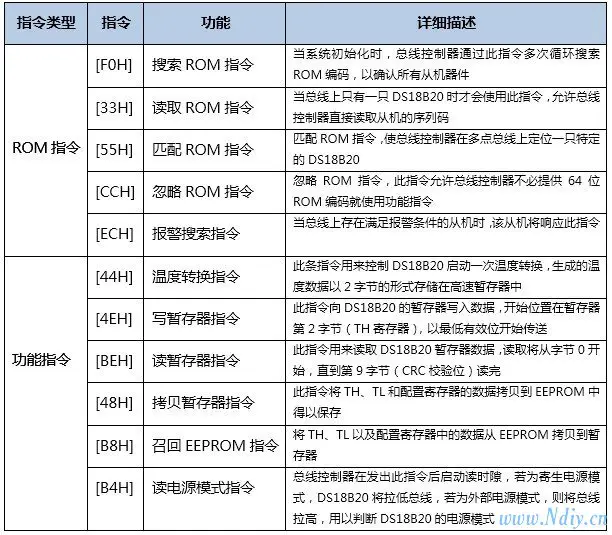 指令类型 指令 功能 详细描述
ROM 指令
[F0H] 搜索 ROM 指令 当系统初始化时，总线控制器通过此指令多次循环搜索
ROM 编码，以确认所有从机器件
[33H] 读取 ROM 指令 当总线上只有一只 DS18B20 时才会使用此指令，允许总线
控制器直接读取从机的序列码
[55H] 匹配 ROM 指令 匹配 ROM 指令，使总线控制器在多点总线上定位一只特定
的 DS18B20
[CCH] 忽略 ROM 指令 忽略 ROM 指令，此指令允许总线控制器不必提供 64 位
ROM 编码就使用功能指令
[ECH] 报警搜索指令 当总线上存在满足报警条件的从机时，该从机将响应此指令
功能指令
[44H] 温度转换指令 此条指令用来控制 DS18B20 启动一次温度转换，生成的温
度数据以 2 字节的形式存储在高速暂存器中
[4EH] 写暂存器指令 此指令向 DS18B20 的暂存器写入数据，开始位置在暂存器
第 2 字节（TH 寄存器），以最低有效位开始传送
[BEH] 读暂存器指令 此指令用来读取 DS18B20 暂存器数据，读取将从字节 0 开
始，直到第 9 字节（CRC 校验位）读完
[48H] 拷贝暂存器指令 此指令将 TH、TL 和配置寄存器的数据拷贝到 EEPROM 中
得以保存
[B8H] 召回 EEPROM 指令 将 TH、TL 以及配置寄存器中的数据从 EEPROM 拷贝到暂
存器
[B4H] 读电源模式指令 总线控制器在发出此指令后启动读时隙，若为寄生电源模
式，DS18B20 将拉低总线，若为外部电源模式，则将总线
拉高，用以判断 DS18B20 的电源模式
www.Ndiy.cn